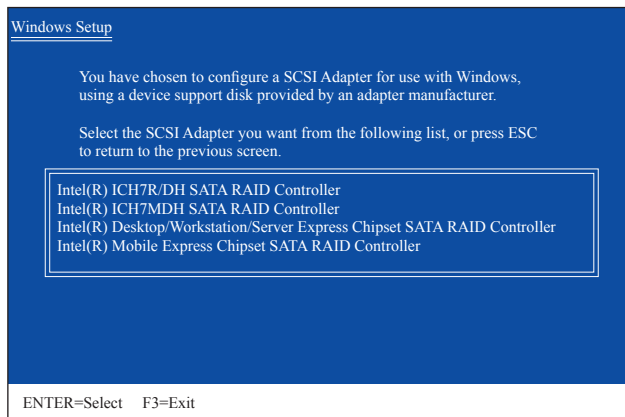 Windows Setup
You have chosen to configure a SCSI Adapter for use with Windows,
using a device support disk provided by an adapter manufacturer.
Select the SCSI Adapter you want from the following list, or press ESC
to return to the previous screen.
Intel(R) ICH7R/DH SATA RAID Controller
Intel(R) ICH7MDH SATA RAID Controller
Intel(R) Desktop/Workstation/Server Express Chipset SATA RAID Controller
Intel(R) Mobile Express Chipset SATA RAID Controller
ENTER=Select F3=Exit